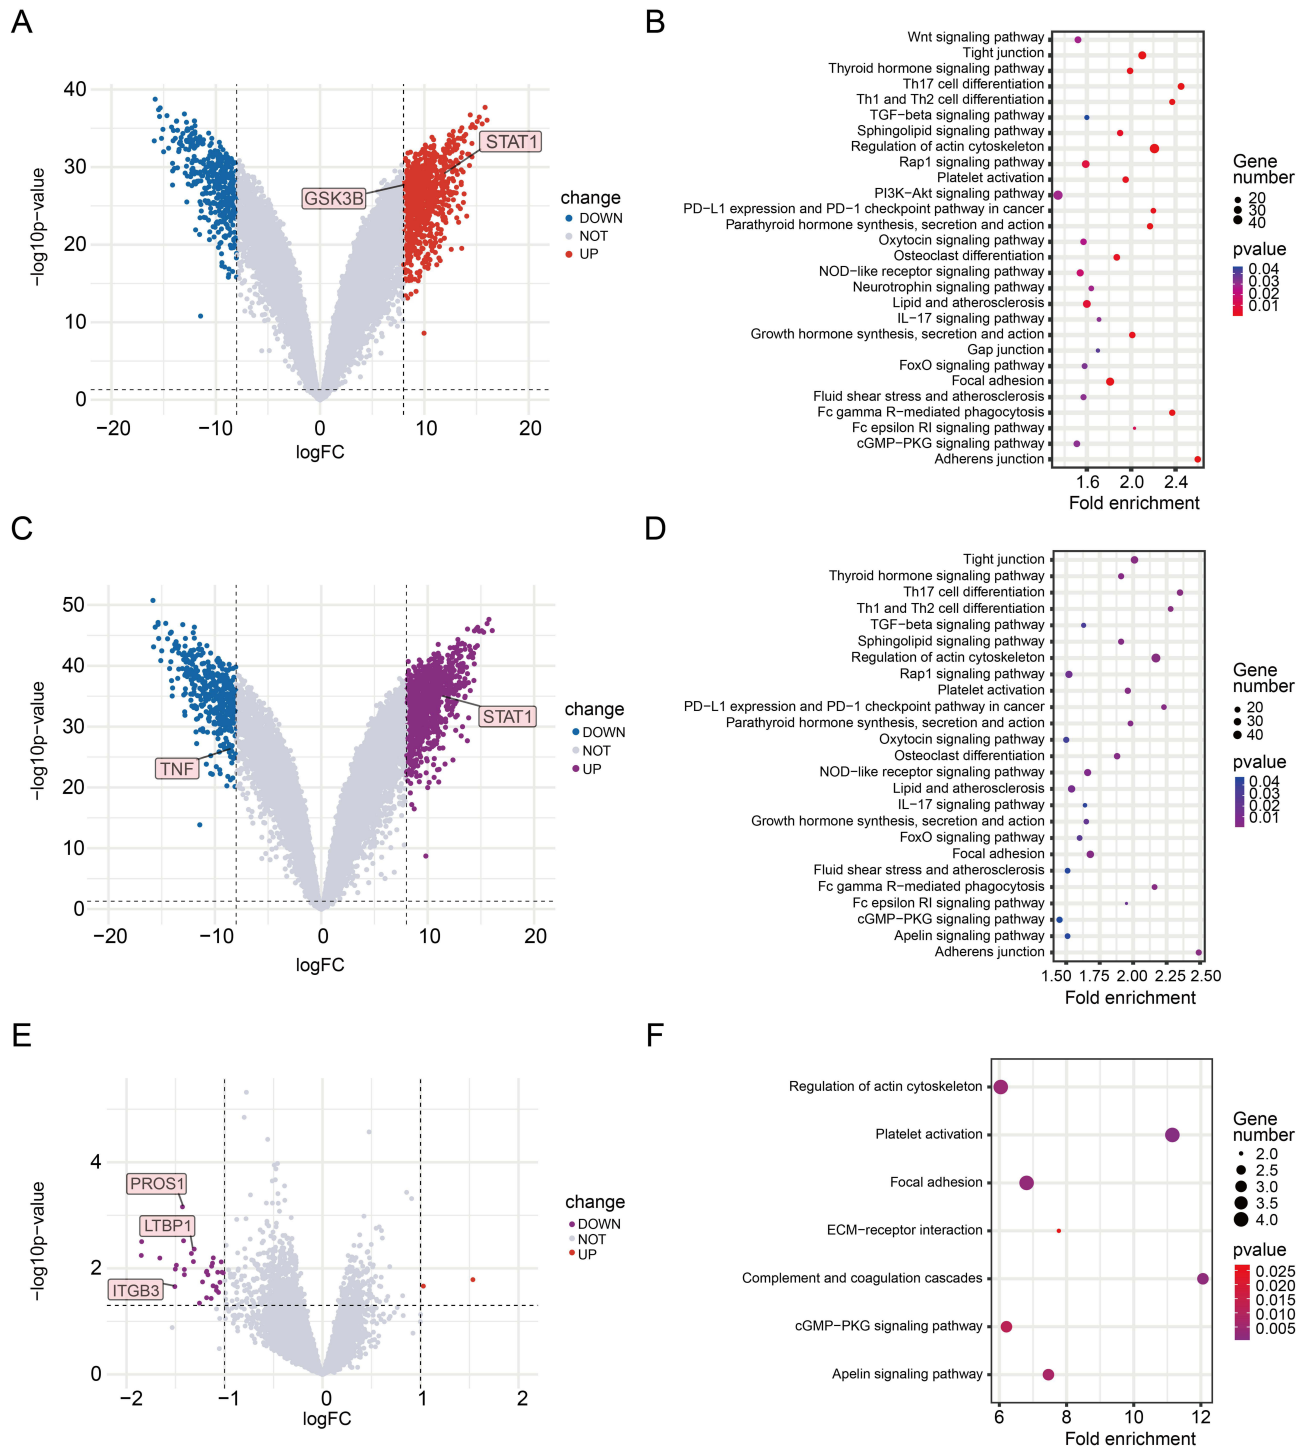 A
40
30
20
10
0
−log10p−value
−20
−10
0
10
20
logFC
STAT1
GSK3B
change
DOWN
NOT
UP
B
Wnt signaling pathway
Tight junction
Thyroid hormone signaling pathway
Th17 cell differentiation
Th1 and Th2 cell differentiation
TGF−beta signaling pathway
Sphingolipid signaling pathway
Regulation of actin cytoskeleton
Rap1 signaling pathway
Platelet activation
PI3K−Akt signaling pathway
PD−L1 expression and PD−1 checkpoint pathway in cancer
Parathyroid hormone synthesis, secretion and action
Oxytocin signaling pathway
Osteoclast differentiation
NOD−like receptor signaling pathway
Neurotrophin signaling pathway
Lipid and atherosclerosis
IL−17 signaling pathway
Growth hormone synthesis, secretion and action
Gap junction
FoxO signaling pathway
Focal adhesion
Fluid shear stress and atherosclerosis
Fc gamma R−mediated phagocytosis
Fc epsilon RI signaling pathway
cGMP−PKG signaling pathway
Adherens junction
1.6 2.0 2.4
Fold enrichment
Gene
number
20
30
40
pvalue
0.04
0.03
0.02
0.01
C
50
40
30
20
10
0
−log10p−value
−20
−10
0
10
20
logFC
STAT1
TNF
change
DOWN
NOT
UP
D
Tight junction
Thyroid hormone signaling pathway
Th17 cell differentiation
Th1 and Th2 cell differentiation
TGF−beta signaling pathway
Sphingolipid signaling pathway
Regulation of actin cytoskeleton
Rap1 signaling pathway
Platelet activation
PD−L1 expression and PD−1 checkpoint pathway in cancer
Parathyroid hormone synthesis, secretion and action
Oxytocin signaling pathway
Osteoclast differentiation
NOD−like receptor signaling pathway
Lipid and atherosclerosis
IL−17 signaling pathway
Growth hormone synthesis, secretion and action
FoxO signaling pathway
Focal adhesion
Fluid shear stress and atherosclerosis
Fc gamma R−mediated phagocytosis
Fc epsilon RI signaling pathway
cGMP−PKG signaling pathway
Apelin signaling pathway
Adherens junction
1.50 1.75 2.00 2.25 2.50
Fold enrichment
Gene
number
20
30
40
pvalue
0.04
0.03
0.02
0.01
E
4
2
0
−log10p−value
−2
−1
0
1
2
logFC
PROS1
LTBP1
ITGB3
change
DOWN
NOT
UP
F
Regulation of actin cytoskeleton
Platelet activation
Focal adhesion
ECM−receptor interaction
Complement and coagulation cascades
cGMP−PKG signaling pathway
Apelin signaling pathway
6 8 10 12
Fold enrichment
Gene
number
2.0
2.5
3.0
3.5
4.0
pvalue
0.025
0.020
0.015
0.010
0.005